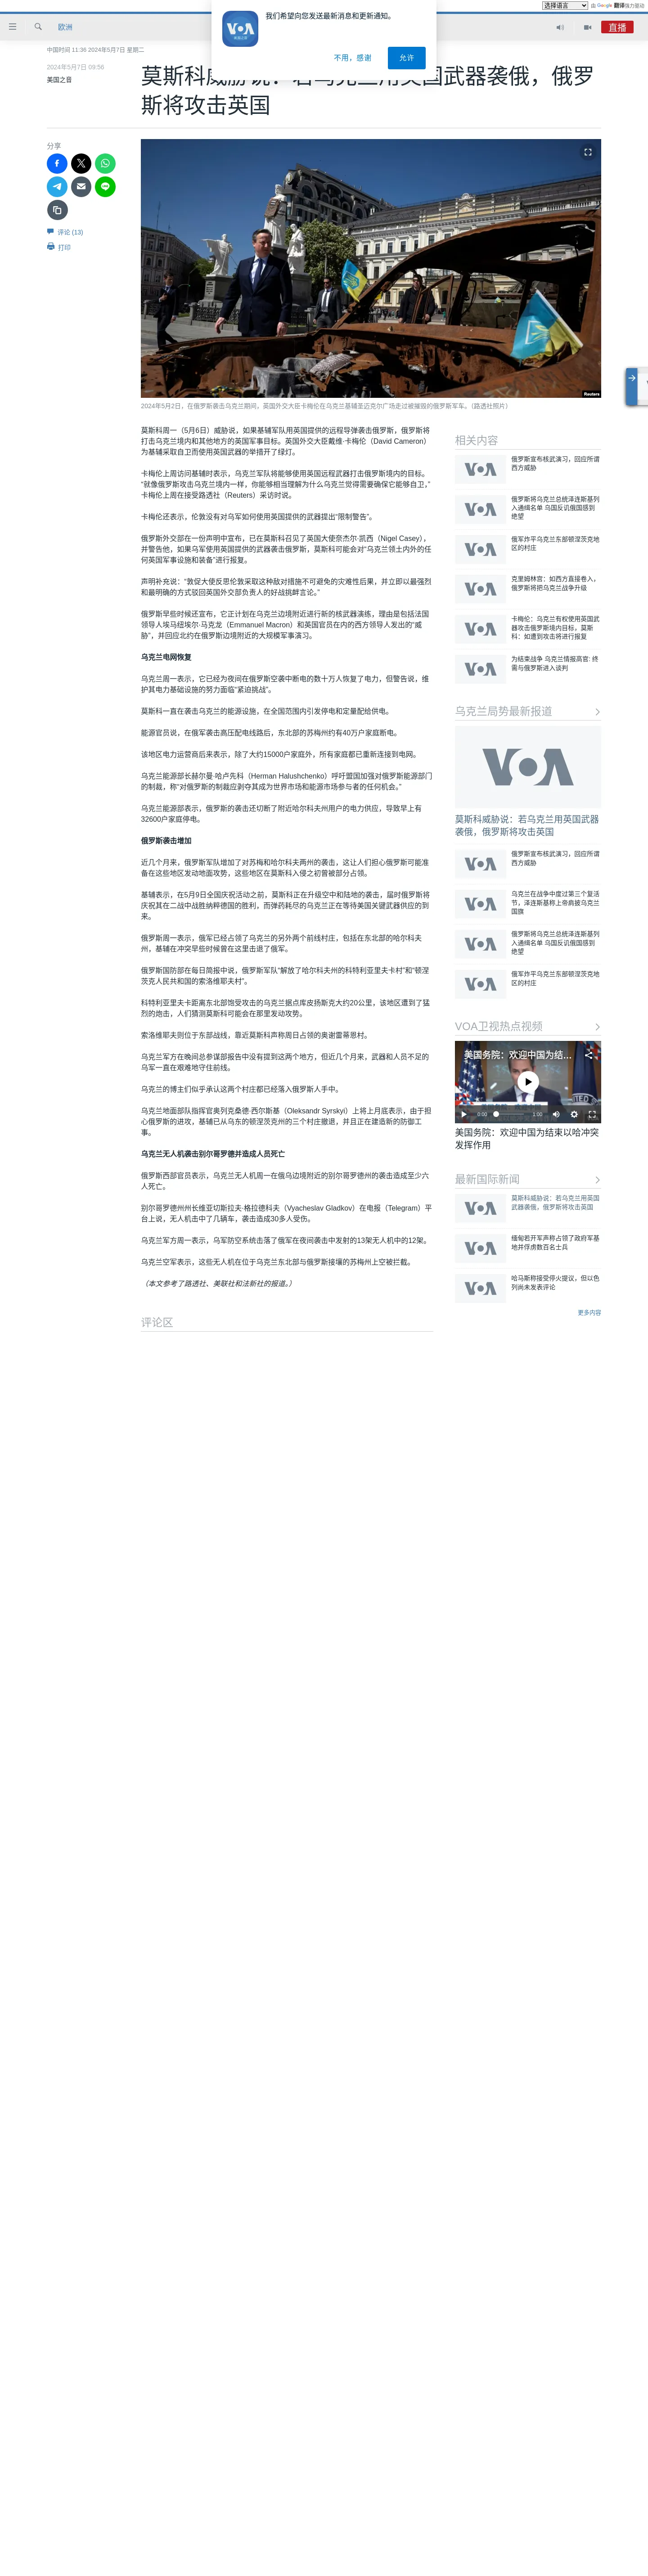 选择语言 由 Google 翻译强力驱动
我们希望向您发送最新消息和更新通知。
不用，感谢 允许
VOA
美国之音
欧洲
直播
中国时间 11:36 2024年5月7日 星期二
2024年5月7日 09:56
美国之音
莫斯科威胁说：若乌克兰用英国武器袭俄，俄罗
斯将攻击英国
分享
评论 (13)
打印
Reuters
2024年5月2日，在俄罗斯袭击乌克兰期间，英国外交大臣卡梅伦在乌克兰基辅圣迈克尔广场走过被摧毁的俄罗斯军车。（路透社照片）
莫斯科周一（5月6日）威胁说，如果基辅军队用英国提供的远程导弹袭击俄罗斯，俄罗斯将
打击乌克兰境内和其他地方的英国军事目标。英国外交大臣戴维·卡梅伦（David Cameron）
为基辅采取自卫而使用英国武器的举措开了绿灯。
卡梅伦上周访问基辅时表示，乌克兰军队将能够使用英国远程武器打击俄罗斯境内的目标。
“就像俄罗斯攻击乌克兰境内一样，你能够相当理解为什么乌克兰觉得需要确保它能够自卫，”
卡梅伦上周在接受路透社（Reuters）采访时说。
卡梅伦还表示，伦敦没有对乌军如何使用英国提供的武器提出“限制警告”。
俄罗斯外交部在一份声明中宣布，已在莫斯科召见了英国大使奈杰尔·凯西（Nigel Casey），
并警告他，如果乌军使用英国提供的武器袭击俄罗斯，莫斯科可能会对“乌克兰领土内外的任
何英国军事设施和装备”进行报复。
声明补充说：“敦促大使反思伦敦采取这种敌对措施不可避免的灾难性后果，并立即以最强烈
和最明确的方式驳回英国外交部负责人的好战挑衅言论。”
俄罗斯早些时候还宣布，它正计划在乌克兰边境附近进行新的核武器演练，理由是包括法国
领导人埃马纽埃尔·马克龙（Emmanuel Macron）和英国官员在内的西方领导人发出的“威
胁”，并回应北约在俄罗斯边境附近的大规模军事演习。
乌克兰电网恢复
乌克兰周一表示，它已经为夜间在俄罗斯空袭中断电的数十万人恢复了电力，但警告说，维
护其电力基础设施的努力面临“紧迫挑战”。
莫斯科一直在袭击乌克兰的能源设施，在全国范围内引发停电和定量配给供电。
能源官员说，在俄军袭击高压配电线路后，东北部的苏梅州约有40万户家庭断电。
该地区电力运营商后来表示，除了大约15000户家庭外，所有家庭都已重新连接到电网。
乌克兰能源部长赫尔曼·哈卢先科（Herman Halushchenko）呼吁盟国加强对俄罗斯能源部门
的制裁，称“对俄罗斯的制裁应剥夺其成为世界市场和能源市场参与者的任何机会。”
乌克兰能源部表示，俄罗斯的袭击还切断了附近哈尔科夫州用户的电力供应，导致早上有
32600户家庭停电。
俄罗斯袭击增加
近几个月来，俄罗斯军队增加了对苏梅和哈尔科夫两州的袭击，这让人们担心俄罗斯可能准
备在这些地区发动地面攻势，这些地区在莫斯科入侵之初曾被部分占领。
基辅表示，在5月9日全国庆祝活动之前，莫斯科正在升级空中和陆地的袭击，届时俄罗斯将
庆祝其在二战中战胜纳粹德国的胜利，而弹药耗尽的乌克兰正在等待美国关键武器供应的到
来。
俄罗斯周一表示，俄军已经占领了乌克兰的另外两个前线村庄，包括在东北部的哈尔科夫
州，基辅在冲突早些时候曾在这里击退了俄军。
俄罗斯国防部在每日简报中说，俄罗斯军队“解放了哈尔科夫州的科特利亚里夫卡村”和“顿涅
茨克人民共和国的索洛维耶夫村”。
科特利亚里夫卡距离东北部饱受攻击的乌克兰据点库皮扬斯克大约20公里，该地区遭到了猛
烈的炮击，人们猜测莫斯科可能会在那里发动攻势。
索洛维耶夫则位于东部战线，靠近莫斯科声称周日占领的奥谢雷蒂恩村。
乌克兰军方在晚间总参谋部报告中没有提到这两个地方，但近几个月来，武器和人员不足的
乌军一直在艰难地守住前线。
乌克兰的博主们似乎承认这两个村庄都已经落入俄罗斯人手中。
乌克兰地面部队指挥官奥列克桑德·西尔斯基（Oleksandr Syrskyi）上将上月底表示，由于担
心俄罗斯的进攻，基辅已从乌东的顿涅茨克州的三个村庄撤退，并且正在建造新的防御工
事。
乌克兰无人机袭击别尔哥罗德并造成人员死亡
俄罗斯西部官员表示，乌克兰无人机周一在俄乌边境附近的别尔哥罗德州的袭击造成至少六
人死亡。
别尔哥罗德州州长维亚切斯拉夫·格拉德科夫（Vyacheslav Gladkov）在电报（Telegram）平
台上说，无人机击中了几辆车，袭击造成30多人受伤。
乌克兰军方周一表示，乌军防空系统击落了俄军在夜间袭击中发射的13架无人机中的12架。
乌克兰空军表示，这些无人机在位于乌克兰东北部与俄罗斯接壤的苏梅州上空被拦截。
（本文参考了路透社、美联社和法新社的报道。）
评论区
相关内容
VOA
俄罗斯宣布核武演习，回应所谓
西方威胁
VOA
俄罗斯将乌克兰总统泽连斯基列
入通缉名单 乌国反讥俄国感到
绝望
VOA
俄军炸平乌克兰东部顿涅茨克地
区的村庄
VOA
克里姆林宫：如西方直接卷入，
俄罗斯将把乌克兰战争升级
VOA
卡梅伦：乌克兰有权使用英国武
器攻击俄罗斯境内目标，莫斯
科：如遭到攻击将进行报复
VOA
为结束战争 乌克兰情报高官: 终
需与俄罗斯进入谈判
乌克兰局势最新报道
VOA
莫斯科威胁说：若乌克兰用英国武器
袭俄，俄罗斯将攻击英国
VOA
俄罗斯宣布核武演习，回应所谓
西方威胁
VOA
乌克兰在战争中度过第三个复活
节，泽连斯基称上帝肩披乌克兰
国旗
VOA
俄罗斯将乌克兰总统泽连斯基列
入通缉名单 乌国反讥俄国感到
绝望
VOA
俄军炸平乌克兰东部顿涅茨克地
区的村庄
VOA卫视热点视频
美国务院：欢迎中国为结...
0:00 1:00
美国务院：欢迎中国为结束以哈冲突
发挥作用
最新国际新闻
VOA
莫斯科威胁说：若乌克兰用英国
武器袭俄，俄罗斯将攻击英国
VOA
缅甸若开军声称占领了政府军基
地并俘虏数百名士兵
VOA
哈马斯称接受停火提议，但以色
列尚未发表评论
更多内容